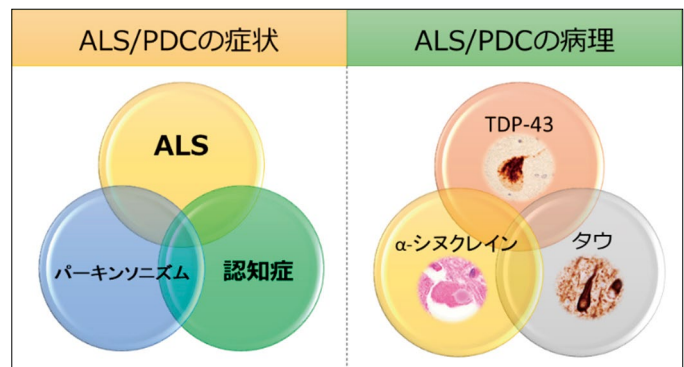 ALS/PDCの症状
ALS/PDCの病理
ALS
パーキンソニズム
認知症
TDP-43
α-シヌクレイン
タウ